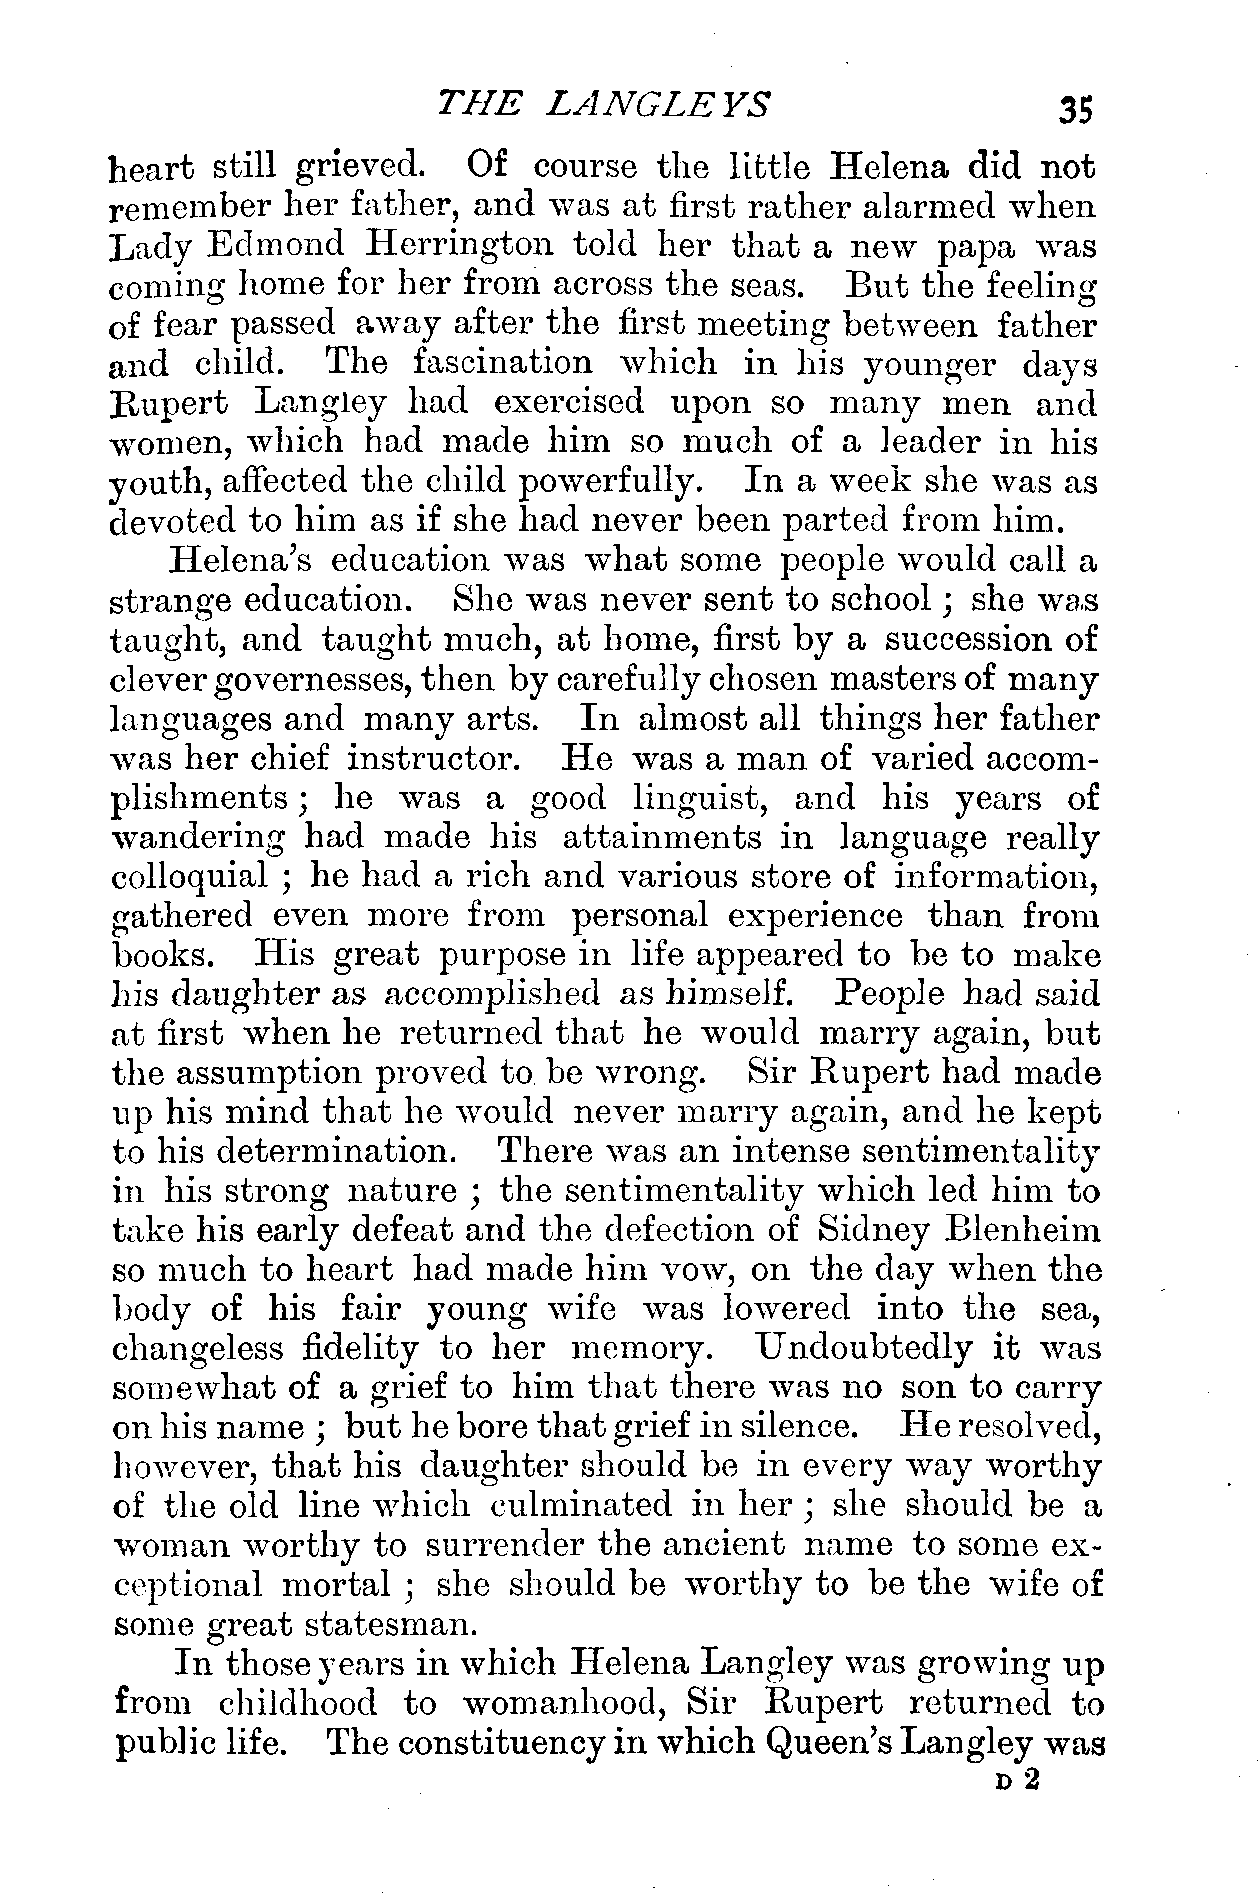 THE LANGLEYS 35
heart still grieved. Of course the little Helena did not
remember her father, and was at first rather alarmed when
Lady Edmond Herrington told her that a new papa was
coming home for her from across the seas. But the feeling
of fear passed away after the first meeting between father
and child. The fascination which in his younger days
Rupert Langley had exercised upon so many men and
women, which had made him so much of a leader in his
youth, affected the child powerfully. In a week she was as
devoted to him as if she had never been parted from him.
Helena's education was what some people would call a
strange education. She was never sent to school ; she was
taught, and taught much, at home, first by a succession of
clever governesses, then by carefully chosen masters of many
languages and many arts. In almost all things her father
was her chief instructor. He was a man of varied accom-
plishments ; he was a good linguist, and his years of
wandering had made his attainments in language really
colloquial ; he had a rich and various store of information,
gathered even more from personal experience than from
books. His great purpose in life appeared to be to make
his daughter as accomplished as himself. People had said
at first when he returned that he would marry again, but
the assumption proved to be wrong. Sir Rupert had made
up his mind that he would never marry again, and he kept
to his determination. There was an intense sentimentality
in his strong nature ; the sentimentality which led him to
take his early defeat and the defection of Sidney Blenheim
so much to heart had made him vow, on the day when the
body of his fair young wife was lowered into the sea,
changeless fidelity to her memory. Undoubtedly it was
somewhat of a grief to him that there was no son to carry
on his name ; but he bore that grief in silence. He resolved,
however, that his daughter should be in every way worthy
of the old line which culminated in her ; she should be a
woman worthy to surrender the ancient name to some ex-
ceptional mortal ; she should be worthy to be the wife of
some great statesman.
In those years in which Helena Langley was growing up
from childhood to womanhood, Sir Rupert returned to
public life. The constituency in which Queen's Langley was
D 2